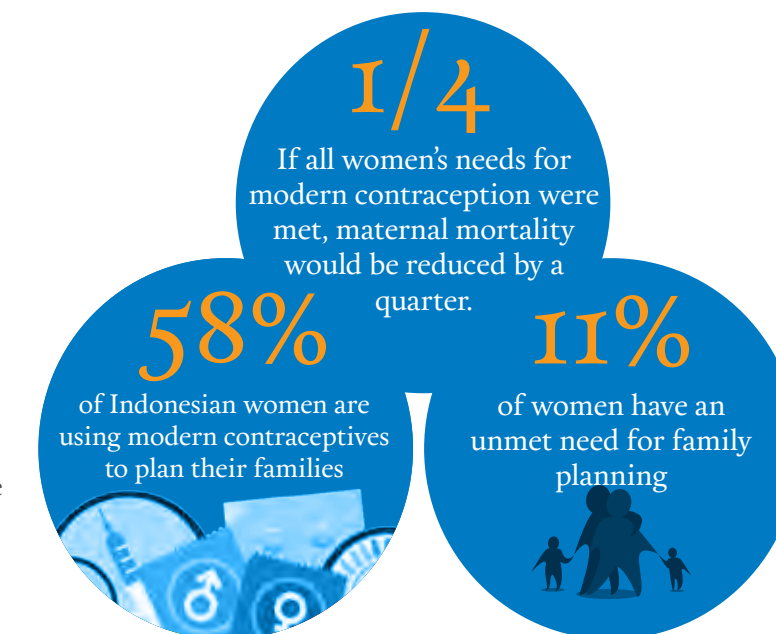 1/4
If all women’s needs for
modern contraception were
met, maternal mortality
would be reduced by a
quarter.
58%
of Indonesian women are
using modern contraceptives
to plan their families
11%
of women have an
unmet need for family
planning